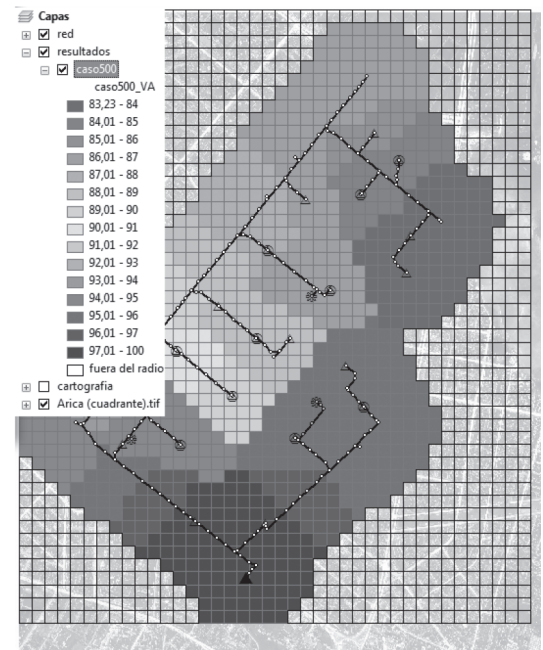 Capas
red
resultados
caso500
caso500_VA
83,23 - 84
84,01 - 85
85,01 - 86
86,01 - 87
87,01 - 88
88,01 - 89
89,01 - 90
90,01 - 91
91,01 - 92
92,01 - 93
93,01 - 94
94,01 - 95
95,01 - 96
96,01 - 97
97,01 - 100
fuera del radio
cartografia
Arica (cuadrante).tif